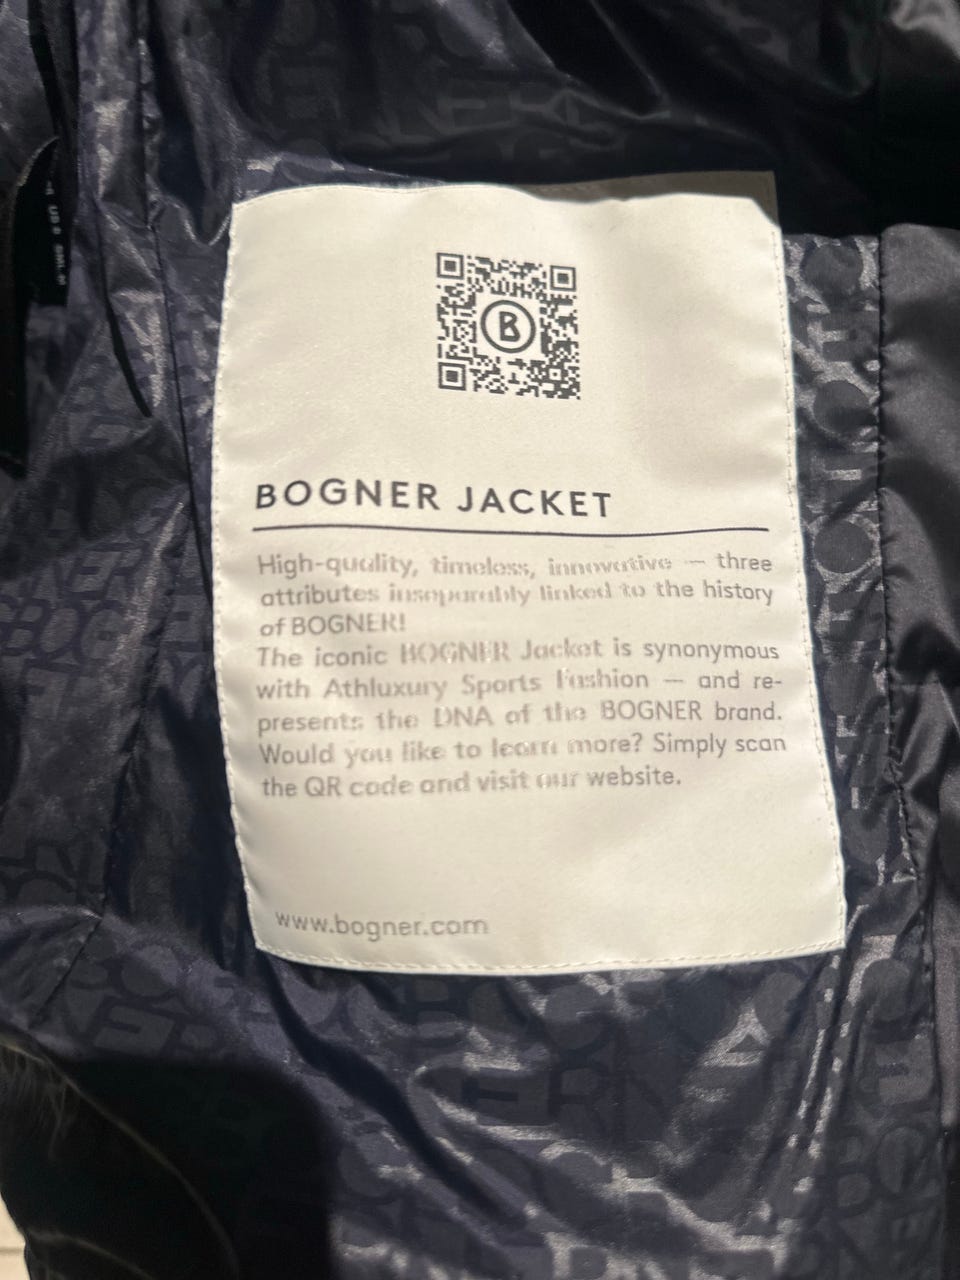 B
BOGNER JACKET
High-quality, timeless, innovative — three
attributes inseparably linked to the history
of BOGNER!
The iconic BOGNER Jacket is synonymous
with Athluxury Sports Fashion — and re-
presents the DNA of the BOGNER brand.
Would you like to learn more? Simply scan
the QR code and visit our website.
www.bogner.com